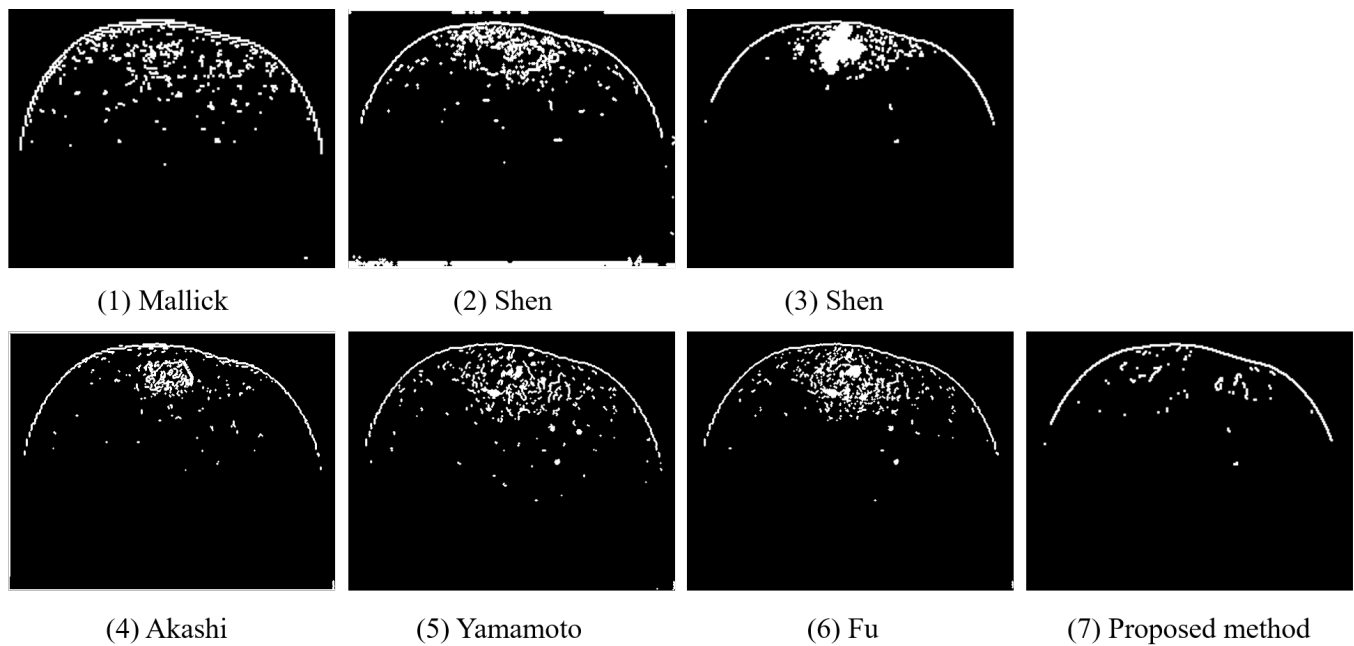 (1) Mallick
(2) Shen
(3) Shen
(4) Akashi
(5) Yamamoto
(6) Fu
(7) Proposed method